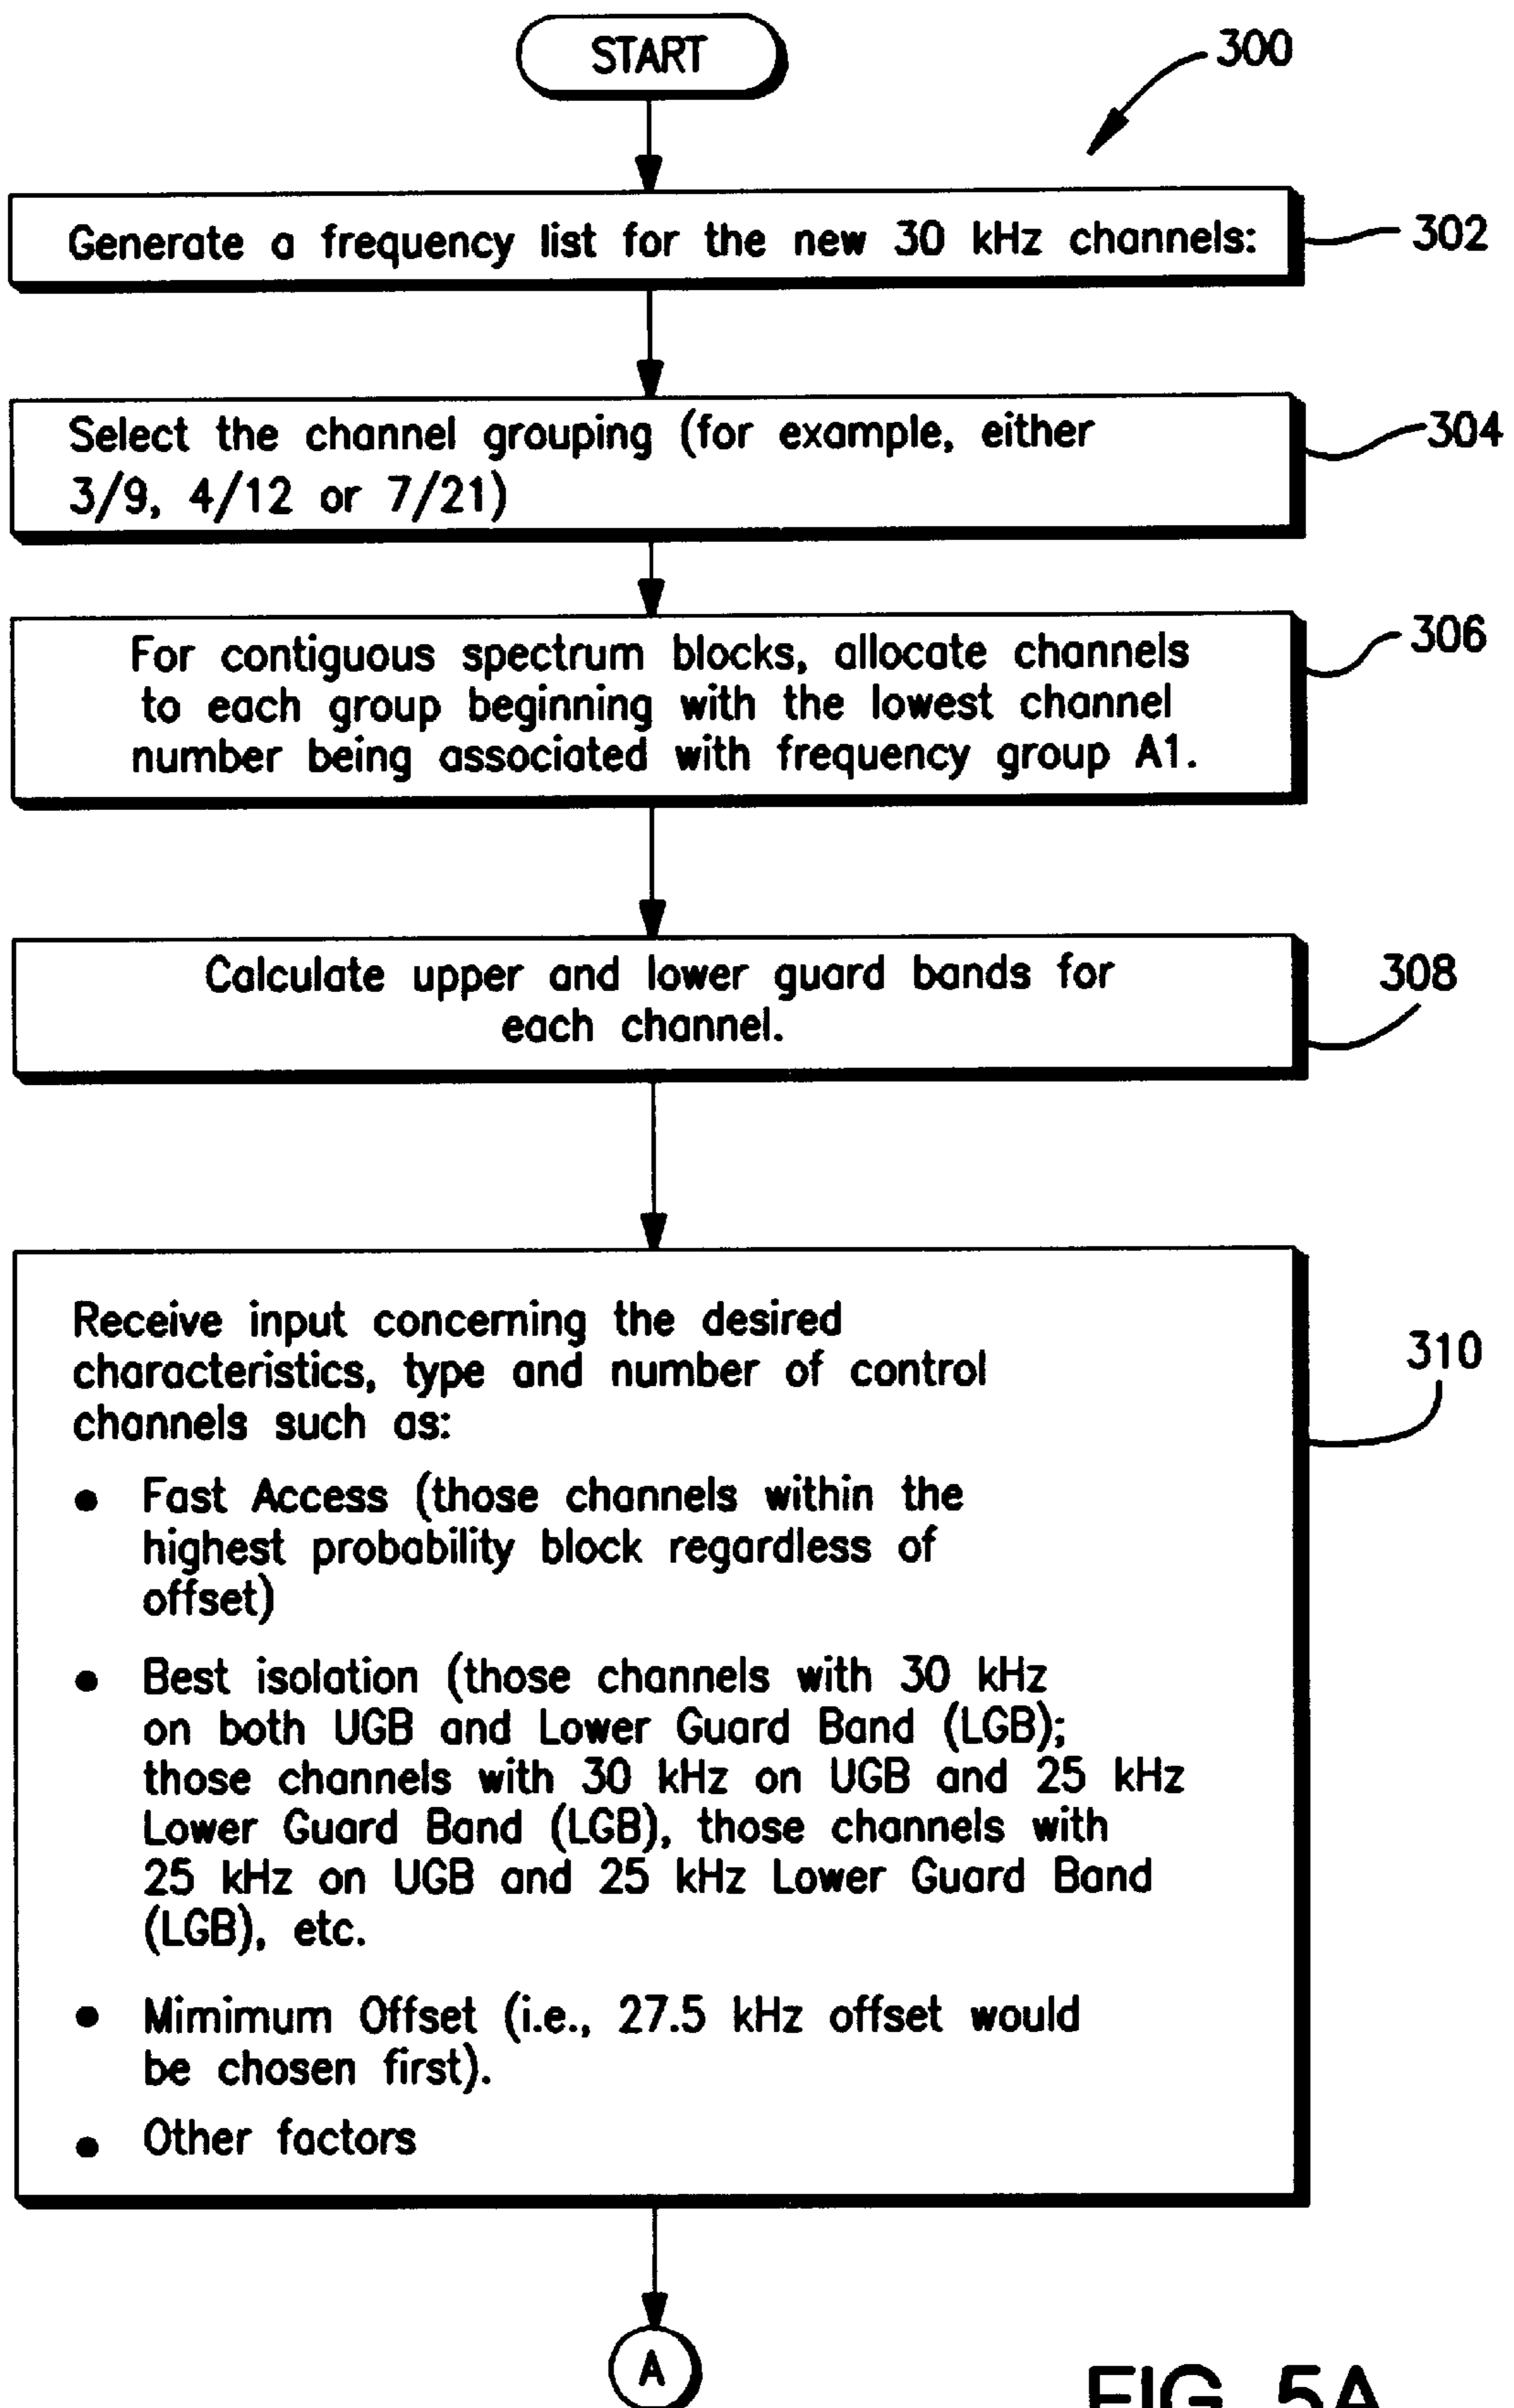 START
300
Generate a frequency list for the new 30 kHz channels:
302
Select the channel grouping (for example, either
3/9, 4/12 or 7/21)
304
For contiguous spectrum blocks, allocate channels
to each group beginning with the lowest channel
number being associated with frequency group A1.
306
Calculate upper and lower guard bands for
each channel.
308
Receive input concerning the desired
characteristics, type and number of control
channels such as:
310
• Fast Access (those channels within the
highest probability block regardless of
offset)
• Best isolation (those channels with 30 kHz
on both UGB and Lower Guard Band (LGB);
those channels with 30 kHz on UGB and 25 kHz
Lower Guard Band (LGB), those channels with
25 kHz on UGB and 25 kHz Lower Guard Band
(LGB), etc.
• Mimimum Offset (i.e., 27.5 kHz offset would
be chosen first).
• Other factors
A
FIG. 5A